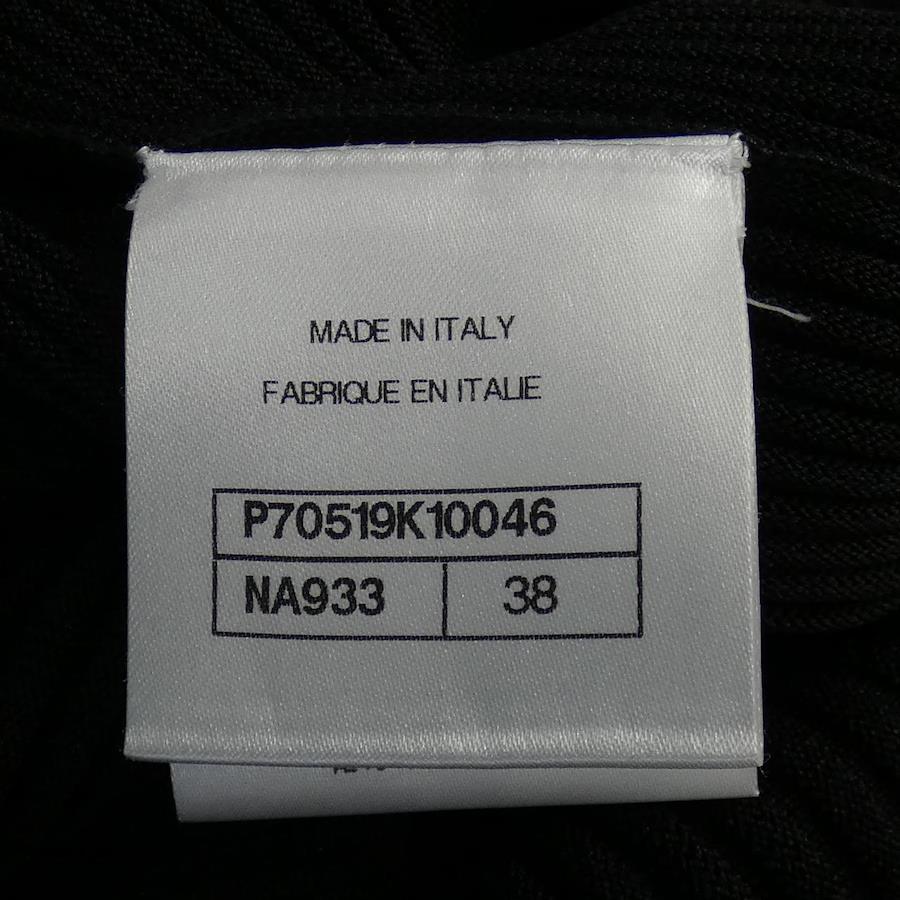 MADE IN ITALY
FABRIQUE EN ITALIE
P70519K10046
NA933 38